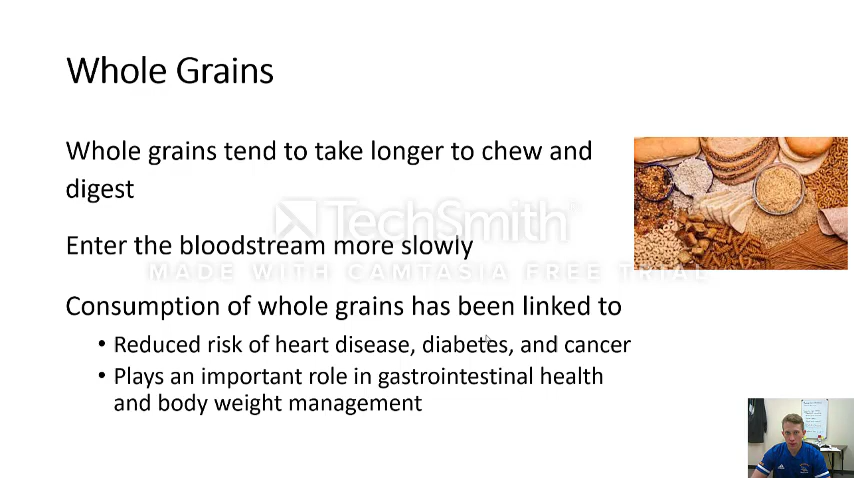 Whole Grains
Whole grains tend to take longer to chew and
digest
TechSmith
Enter the bloodstream more slowly
MADE WITH CAMTASIA FREE TRIAL
Consumption of whole grains has been linked to
• Reduced risk of heart disease, diabetes, and cancer
• Plays an important role in gastrointestinal health
and body weight management